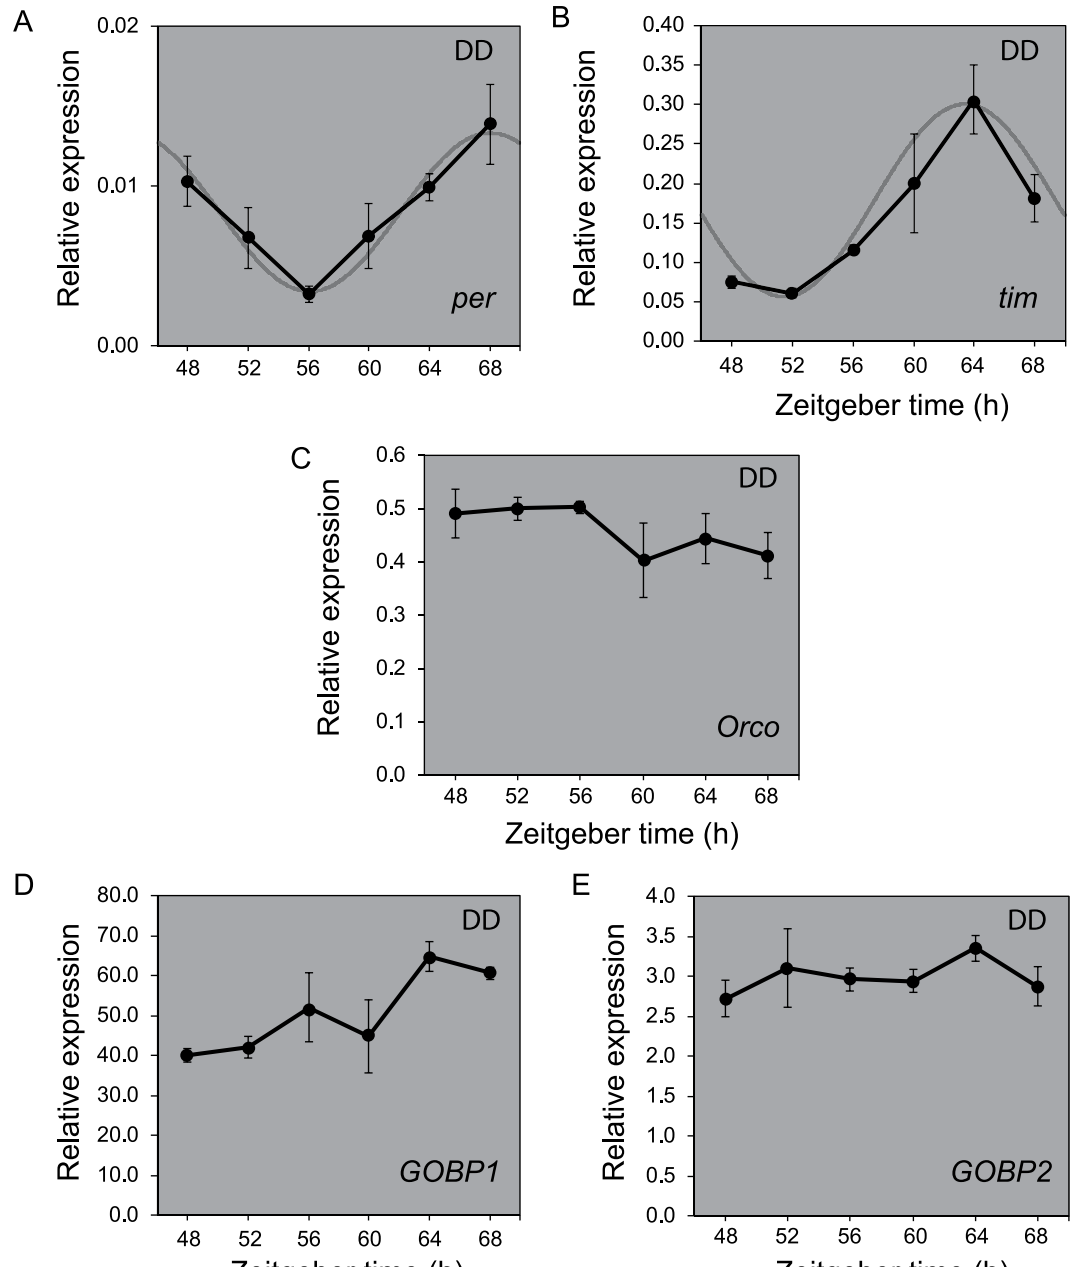 A
0.02
DD
Relative expression
0.01
per
0.00
48 52 56 60 64 68
B
0.40
DD
0.35
0.30
0.25
Relative expression
0.20
0.15
0.10
tim
0.05
0.00
48 52 56 60 64 68
Zeitgeber time (h)
C
0.6
DD
0.5
0.4
Relative expression
0.3
0.2
0.1
Orco
0.0
48 52 56 60 64 68
Zeitgeber time (h)
D
80.0
DD
70.0
60.0
50.0
Relative expression
40.0
30.0
20.0
GOBP1
10.0
0.0
48 52 56 60 64 68
Zeitgeber time (h)
E
4.0
DD
3.5
3.0
2.5
Relative expression
2.0
1.5
1.0
GOBP2
0.5
0.0
48 52 56 60 64 68
Zeitgeber time (h)